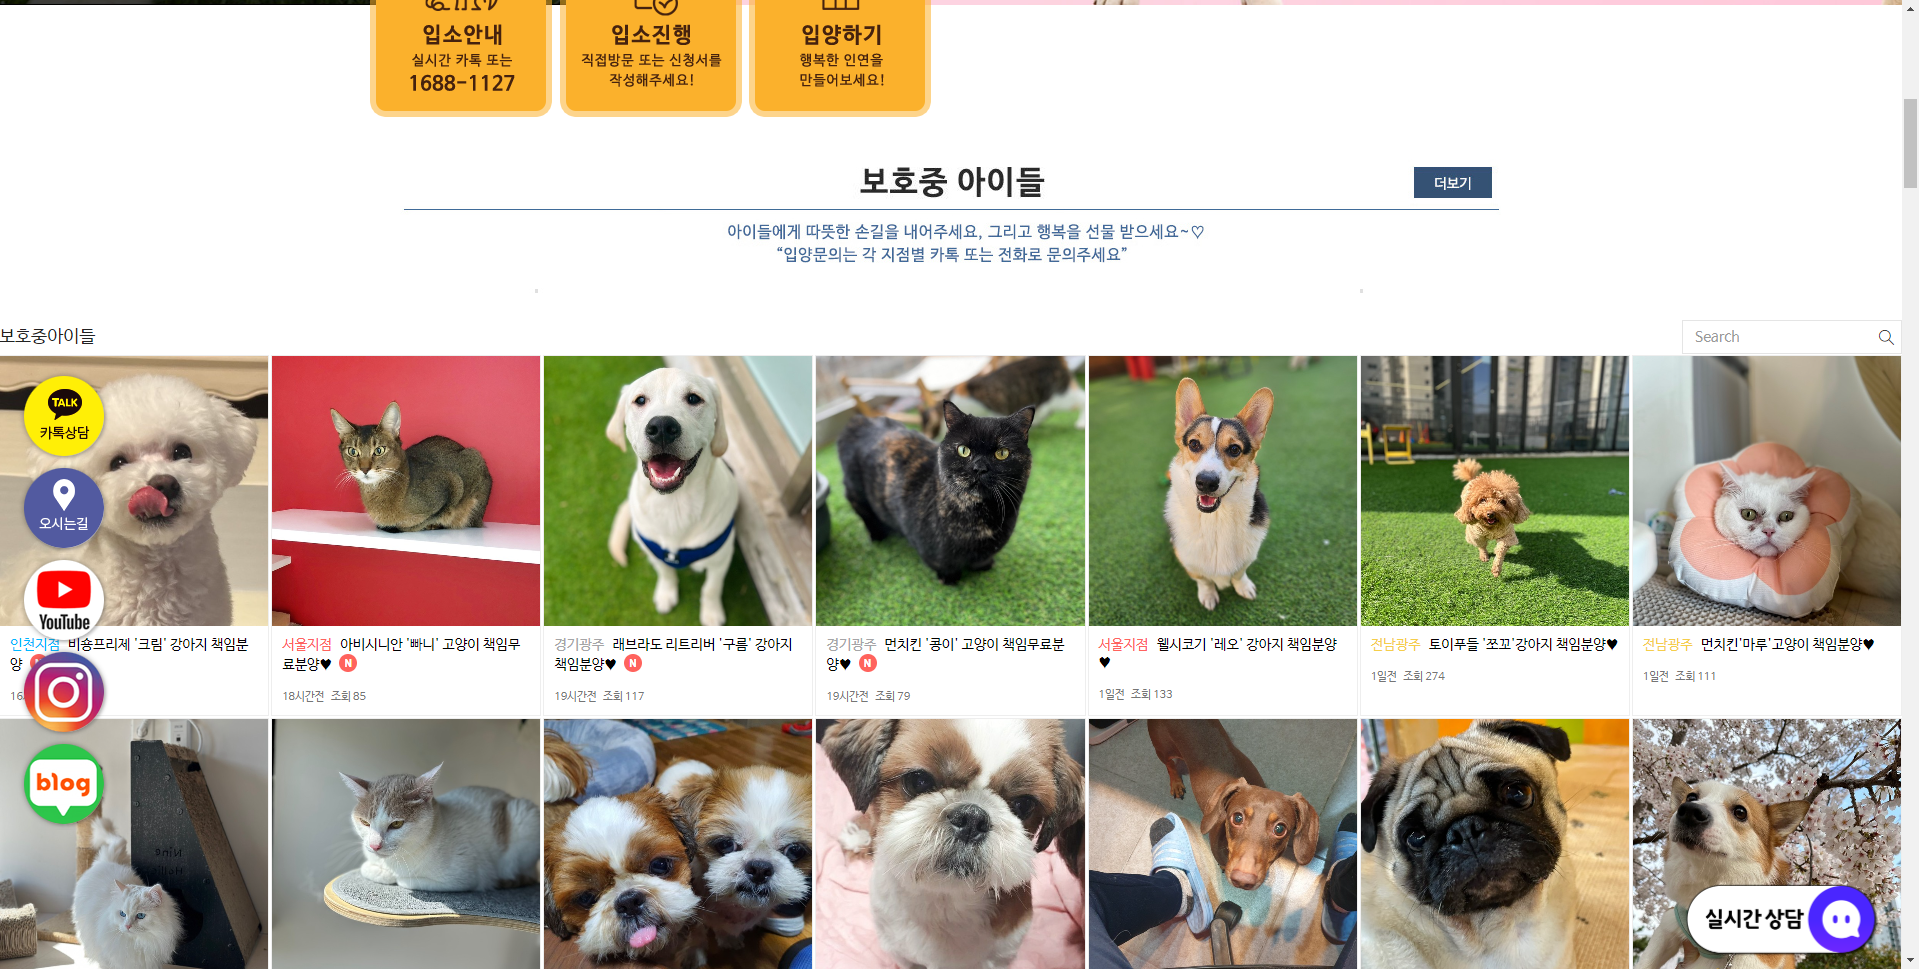 입소안내
실시간 카톡 또는
1688-1127
입소진행
직접방문 또는 신청서를
작성해주세요!
입양하기
행복한 인연을
만들어보세요!
보호중 아이들
더보기
아이들에게 따뜻한 손길을 내어주세요, 그리고 행복을 선물 받으세요~♡
“입양문의는 각 지점별 카톡 또는 전화로 문의주세요”
보호중아이들
Search
TALK
카톡상담
오시는길
YouTube
blog
인천지점 비숑프리제 '크림' 강아지 책임분
양
16
서울지점 아비시니안 '빠니' 고양이 책임무
료분양♥ N
18시간전 조회 85
경기광주 래브라도 리트리버 '구름' 강아지
책임분양♥ N
19시간전 조회 117
경기광주 먼치킨 '콩이' 고양이 책임무료분
양♥ N
19시간전 조회 79
서울지점 웰시코기 '레오' 강아지 책임분양
♥
1일전 조회 133
전남광주 토이푸들 '쪼꼬'강아지 책임분양♥
1일전 조회 274
전남광주 먼치킨'마루'고양이 책임분양♥
1일전 조회 111
실시간 상담